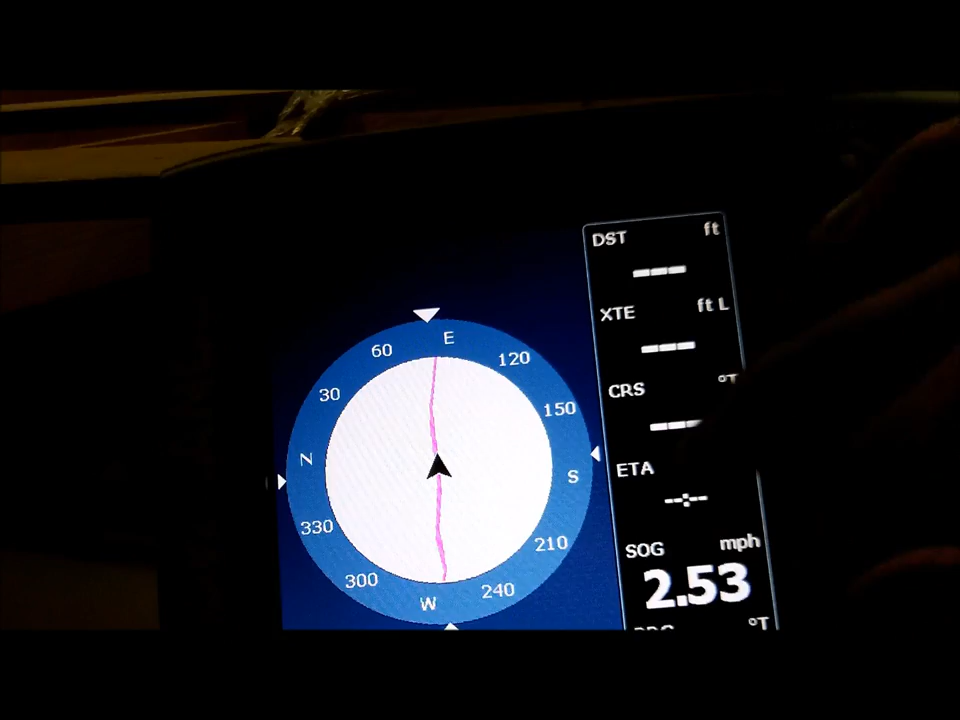 DST ft
---
XTE ft L
---
CRS °T
---
ETA
--:--
SOG mph
2.53
°T
E
60
120
30
150
N
S
330
210
300
240
W